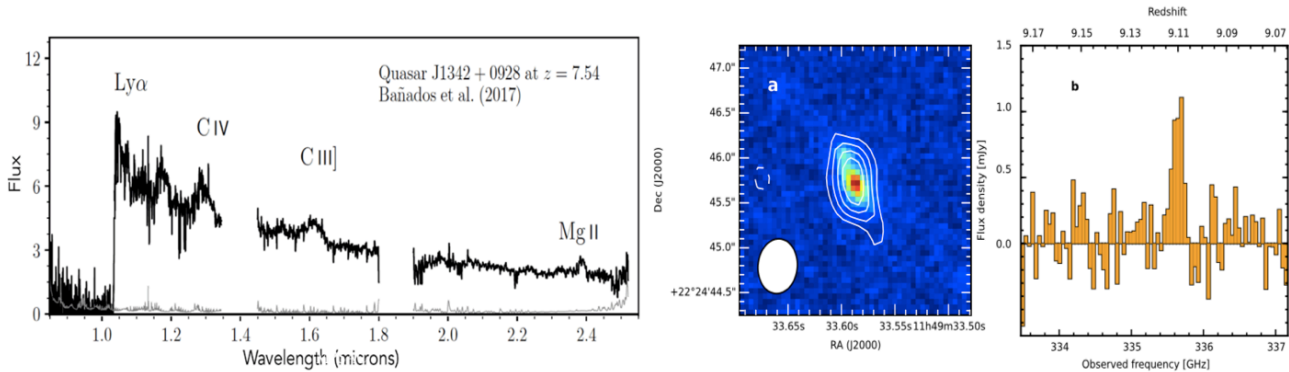 Flux
13
12
9
6
3
0
Lyα
C IV
C III]
Mg II
Quasar J1342 + 0928 at z = 7.54
Bañados et al. (2017)
1.0 1.2 1.4 1.6 1.8 2.0 2.2 2.4
Wavelength (microns)
Dec (J2000)
47.0"
46.5"
46.0"
45.5"
45.0"
+22°24'44.5"
a
33.65s 33.60s 33.55s 11h49m33.50s
RA (J2000)
Redshift
9.17 9.15 9.13 9.11 9.09 9.07
Flux density [mJy]
1.5
1.0
0.5
0.0
b
334 335 336 337
Observed frequency [GHz]